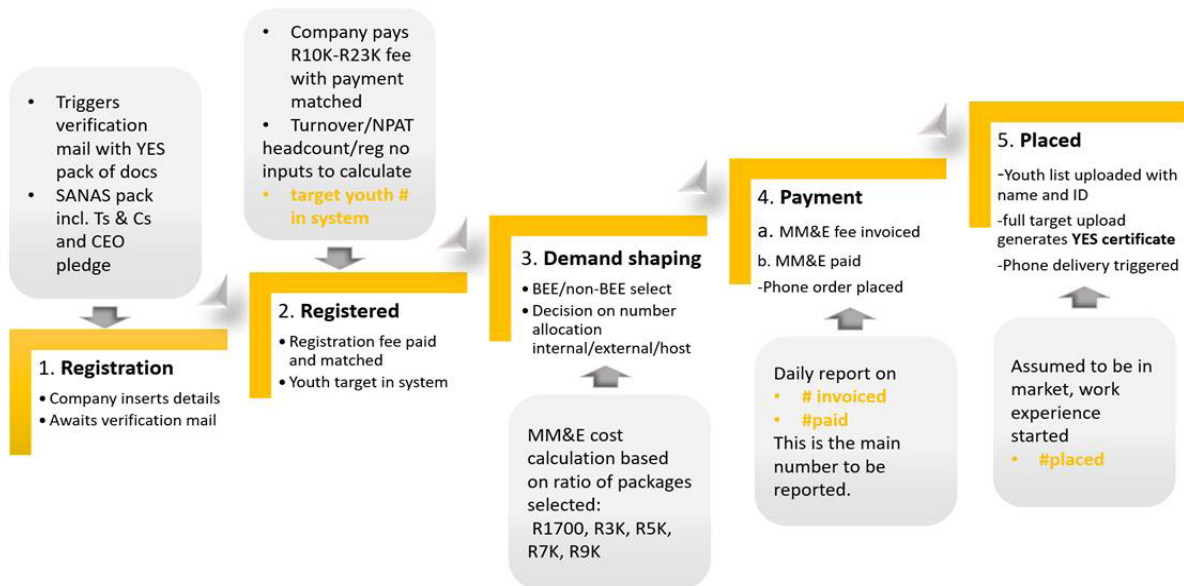 • Triggers
verification
mail with YES
pack of docs
• SANAS pack
incl. Ts & Cs
and CEO
pledge
1. Registration
• Company inserts details
• Awaits verification mail
• Company pays
R10K-R23K fee
with payment
matched
• Turnover/NPAT
headcount/reg no
inputs to calculate
• target youth #
in system
2. Registered
• Registration fee paid
and matched
• Youth target in system
3. Demand shaping
• BEE/non-BEE select
• Decision on number
allocation
internal/external/host
MM&E cost
calculation based
on ratio of packages
selected:
R1700, R3K, R5K,
R7K, R9K
4. Payment
a. MM&E fee invoiced
b. MM&E paid
-Phone order placed
Daily report on
• # invoiced
• #paid
This is the main
number to be
reported.
5. Placed
-Youth list uploaded with
name and ID
-full target upload
generates YES certificate
-Phone delivery triggered
Assumed to be in
market, work
experience
started
• #placed